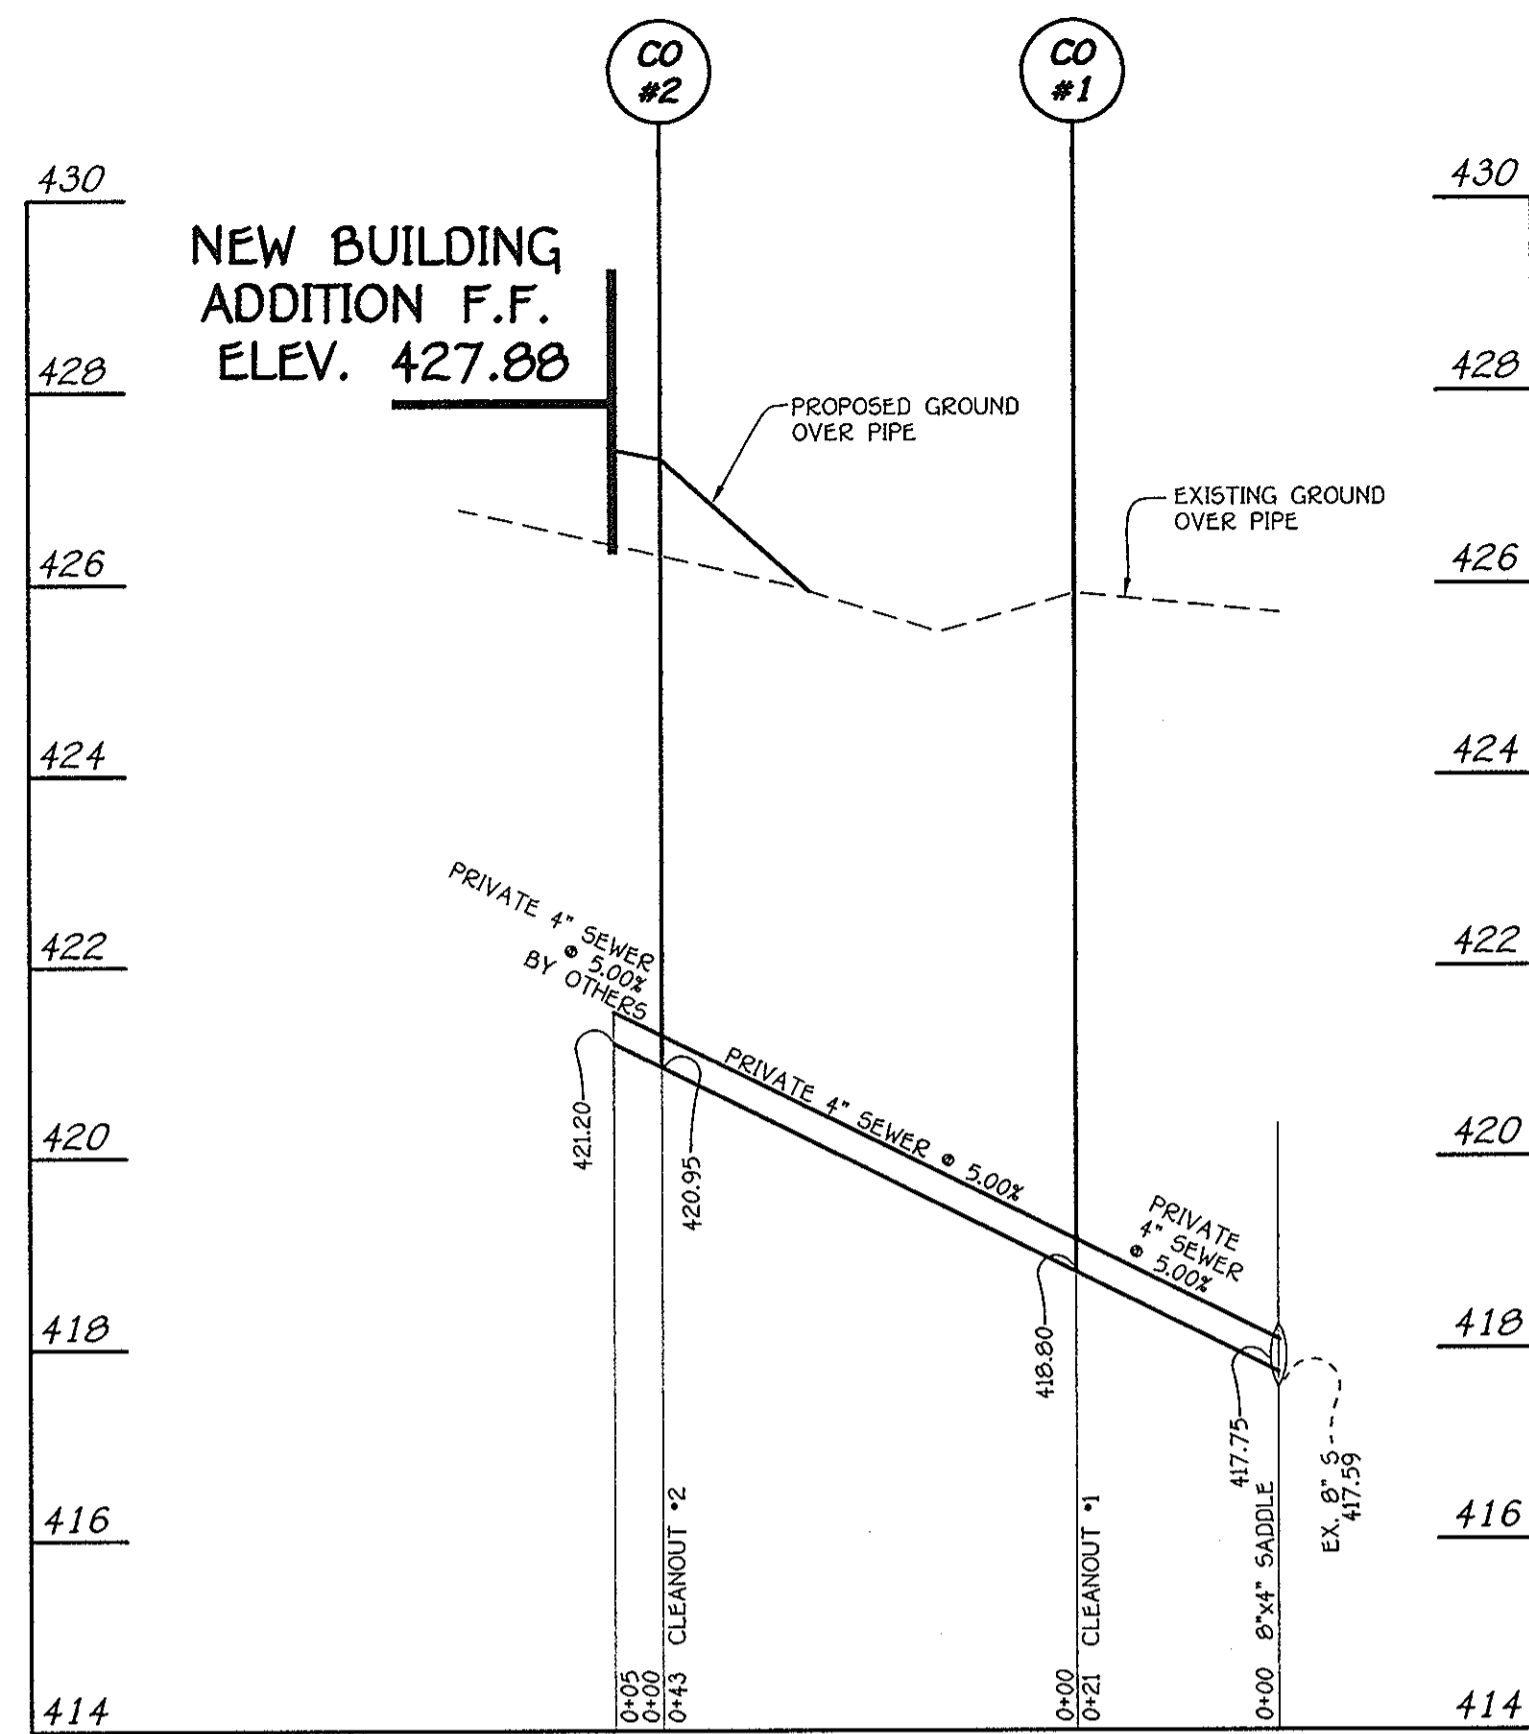 CO
#2
CO
#1
430
430
NEW BUILDING
ADDITION F.F.
ELEV. 427.88
428
428
PROPOSED GROUND
OVER PIPE
EXISTING GROUND
OVER PIPE
426
426
424
424
PRIVATE 4" SEWER
@ 5.00%
BY OTHERS
422
422
421.20
420.95
PRIVATE 4" SEWER @ 5.00%
420
420
PRIVATE
4" SEWER
@ 5.00%
418
418
418.80
417.75
EX. 8" S
417.59
416
416
0+05
0+00
0+43 CLEANOUT #2
0+00
0+21 CLEANOUT #1
0+00 8"x4" SADDLE
414
414